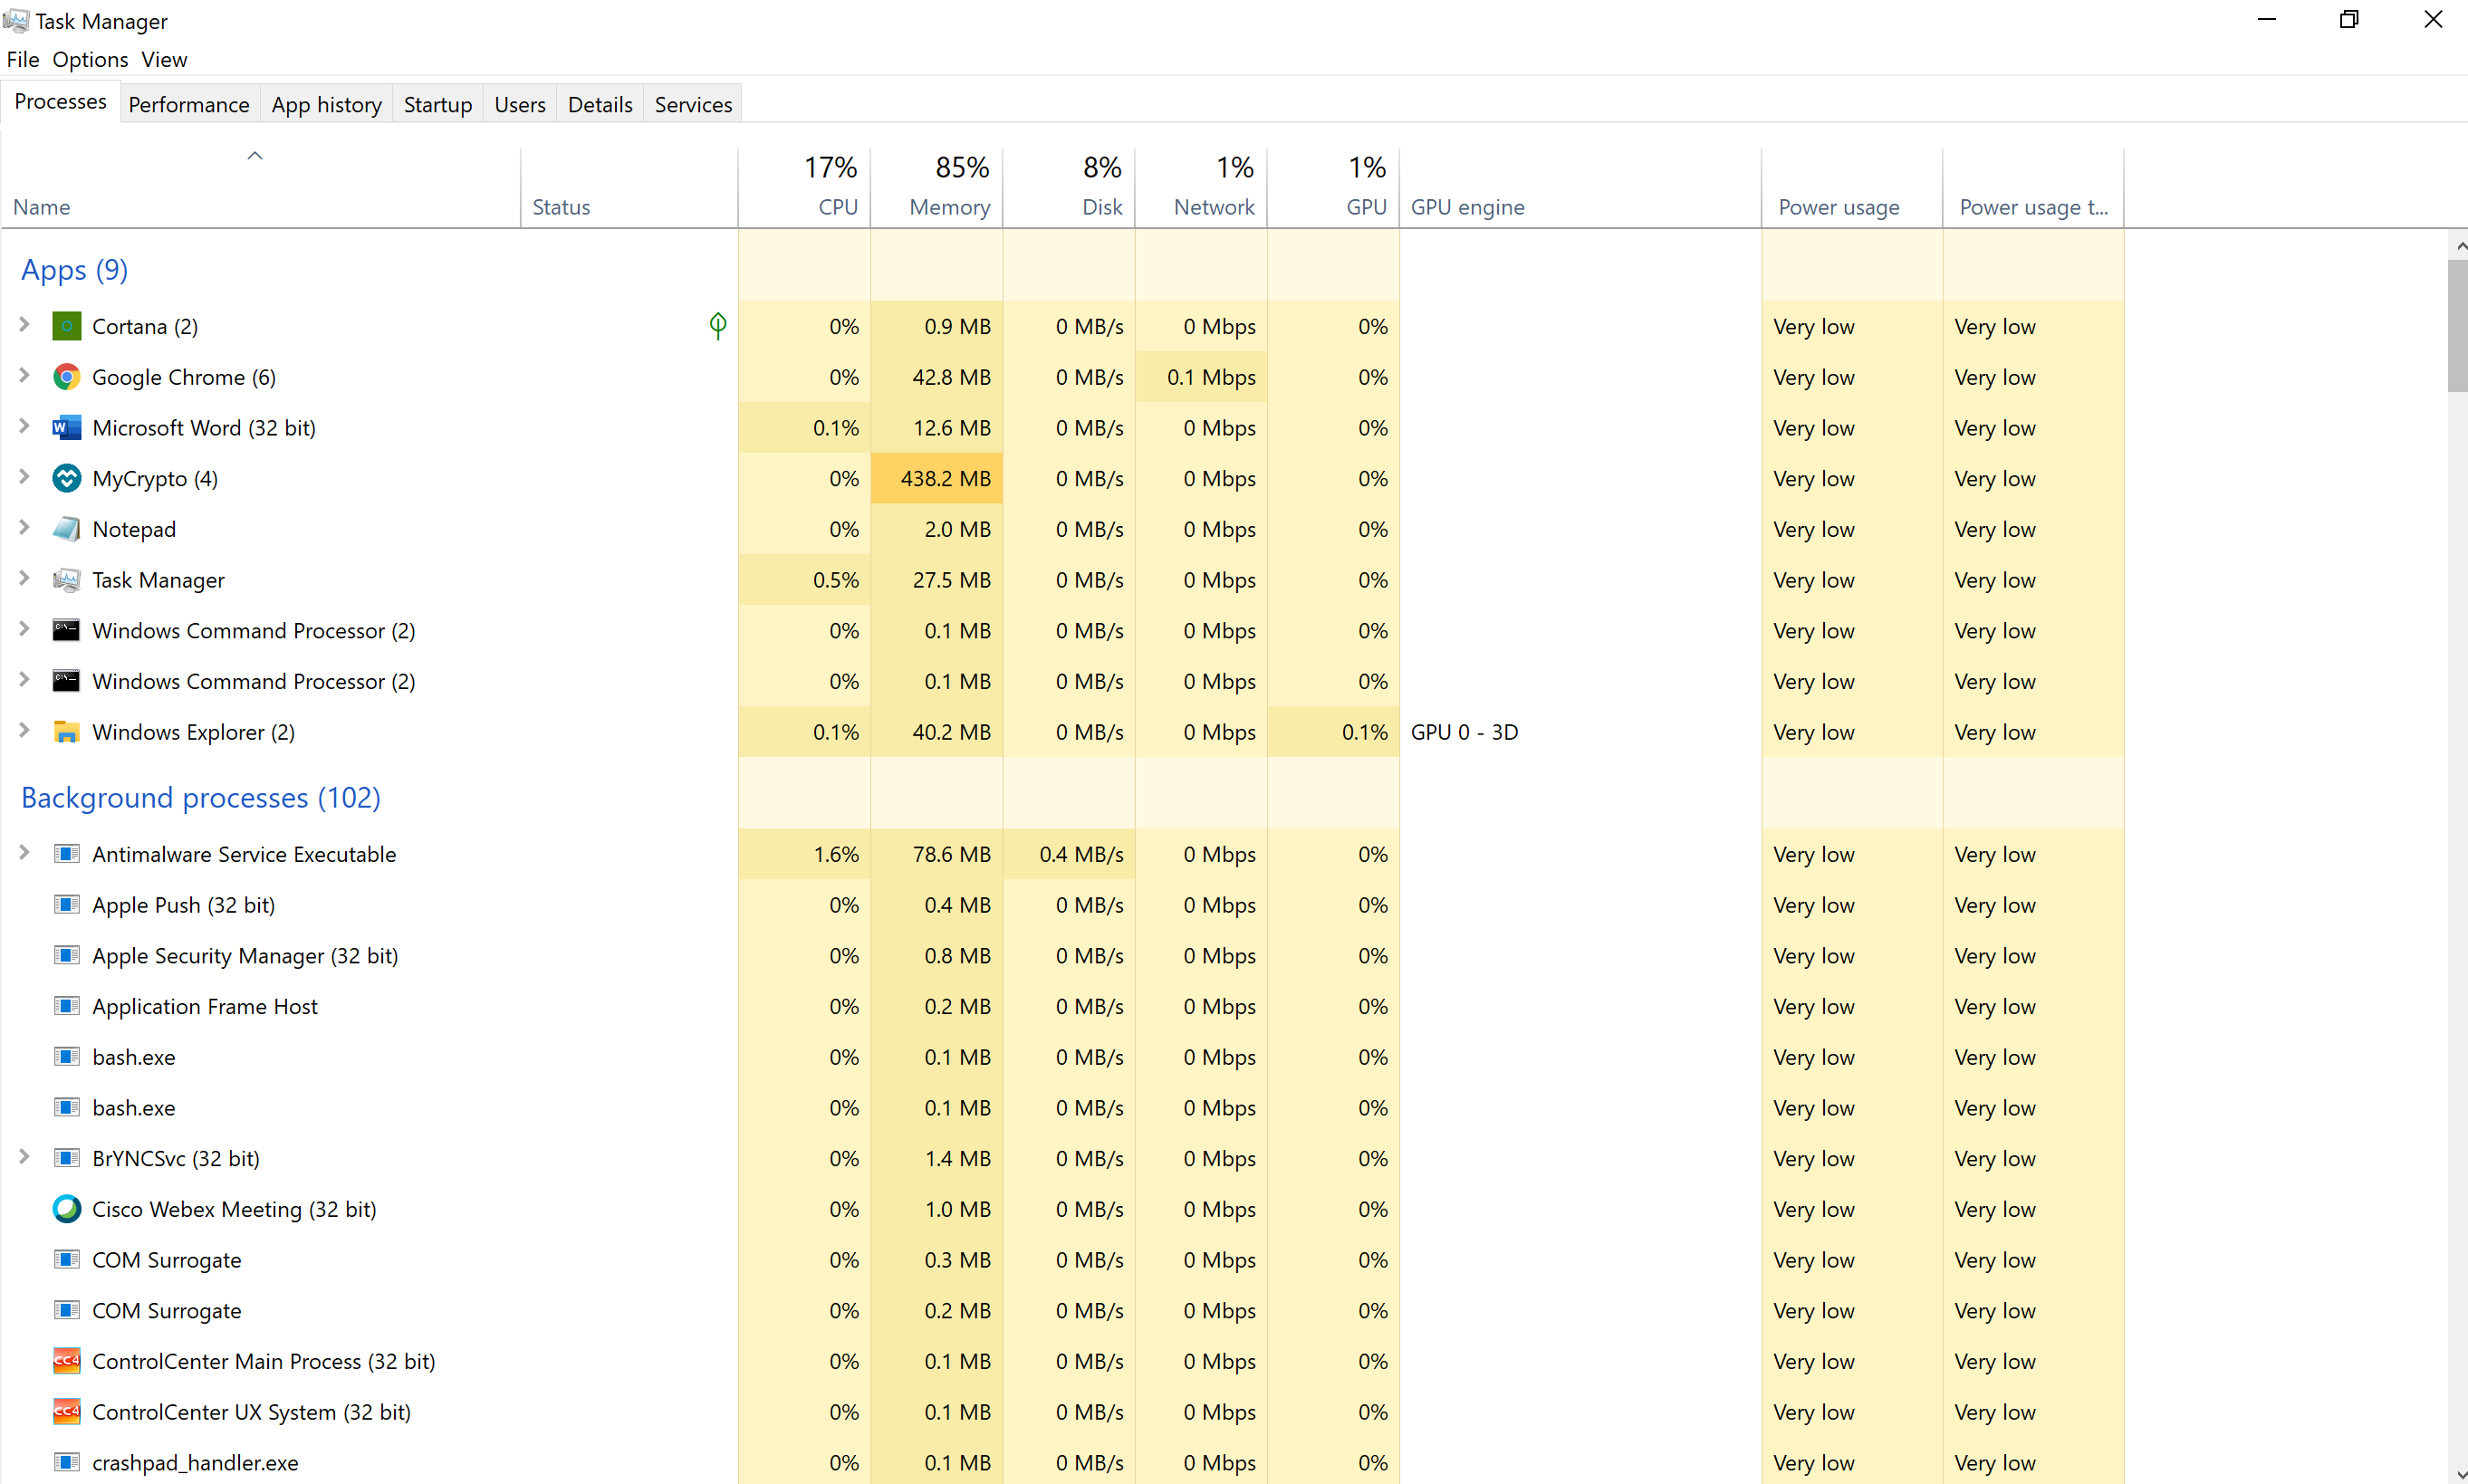 Task Manager
File Options View
Processes Performance App history Startup Users Details Services
17% 85% 8% 1% 1%
Name Status CPU Memory Disk Network GPU GPU engine Power usage Power usage t...
Apps (9)
Cortana (2) 0% 0.9 MB 0 MB/s 0 Mbps 0% Very low Very low
Google Chrome (6) 0% 42.8 MB 0 MB/s 0.1 Mbps 0% Very low Very low
Microsoft Word (32 bit) 0.1% 12.6 MB 0 MB/s 0 Mbps 0% Very low Very low
MyCrypto (4) 0% 438.2 MB 0 MB/s 0 Mbps 0% Very low Very low
Notepad 0% 2.0 MB 0 MB/s 0 Mbps 0% Very low Very low
Task Manager 0.5% 27.5 MB 0 MB/s 0 Mbps 0% Very low Very low
Windows Command Processor (2) 0% 0.1 MB 0 MB/s 0 Mbps 0% Very low Very low
Windows Command Processor (2) 0% 0.1 MB 0 MB/s 0 Mbps 0% Very low Very low
Windows Explorer (2) 0.1% 40.2 MB 0 MB/s 0 Mbps 0.1% GPU 0 - 3D Very low Very low
Background processes (102)
Antimalware Service Executable 1.6% 78.6 MB 0.4 MB/s 0 Mbps 0% Very low Very low
Apple Push (32 bit) 0% 0.4 MB 0 MB/s 0 Mbps 0% Very low Very low
Apple Security Manager (32 bit) 0% 0.8 MB 0 MB/s 0 Mbps 0% Very low Very low
Application Frame Host 0% 0.2 MB 0 MB/s 0 Mbps 0% Very low Very low
bash.exe 0% 0.1 MB 0 MB/s 0 Mbps 0% Very low Very low
bash.exe 0% 0.1 MB 0 MB/s 0 Mbps 0% Very low Very low
BrYNCSvc (32 bit) 0% 1.4 MB 0 MB/s 0 Mbps 0% Very low Very low
Cisco Webex Meeting (32 bit) 0% 1.0 MB 0 MB/s 0 Mbps 0% Very low Very low
COM Surrogate 0% 0.3 MB 0 MB/s 0 Mbps 0% Very low Very low
COM Surrogate 0% 0.2 MB 0 MB/s 0 Mbps 0% Very low Very low
CC4 ControlCenter Main Process (32 bit) 0% 0.1 MB 0 MB/s 0 Mbps 0% Very low Very low
CC4 ControlCenter UX System (32 bit) 0% 0.1 MB 0 MB/s 0 Mbps 0% Very low Very low
crashpad_handler.exe 0% 0.1 MB 0 MB/s 0 Mbps 0% Very low Very low